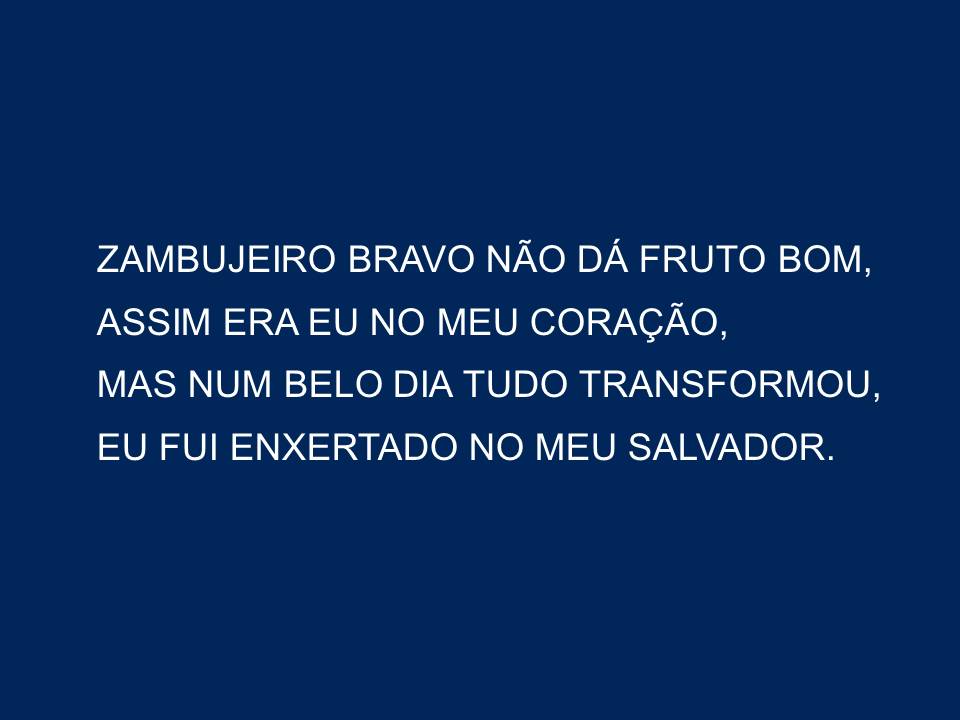 ZAMBUJEIRO BRAVO NÃO DÁ FRUTO BOM,
ASSIM ERA EU NO MEU CORAÇÃO,
MAS NUM BELO DIA TUDO TRANSFORMOU,
EU FUI ENXERTADO NO MEU SALVADOR.